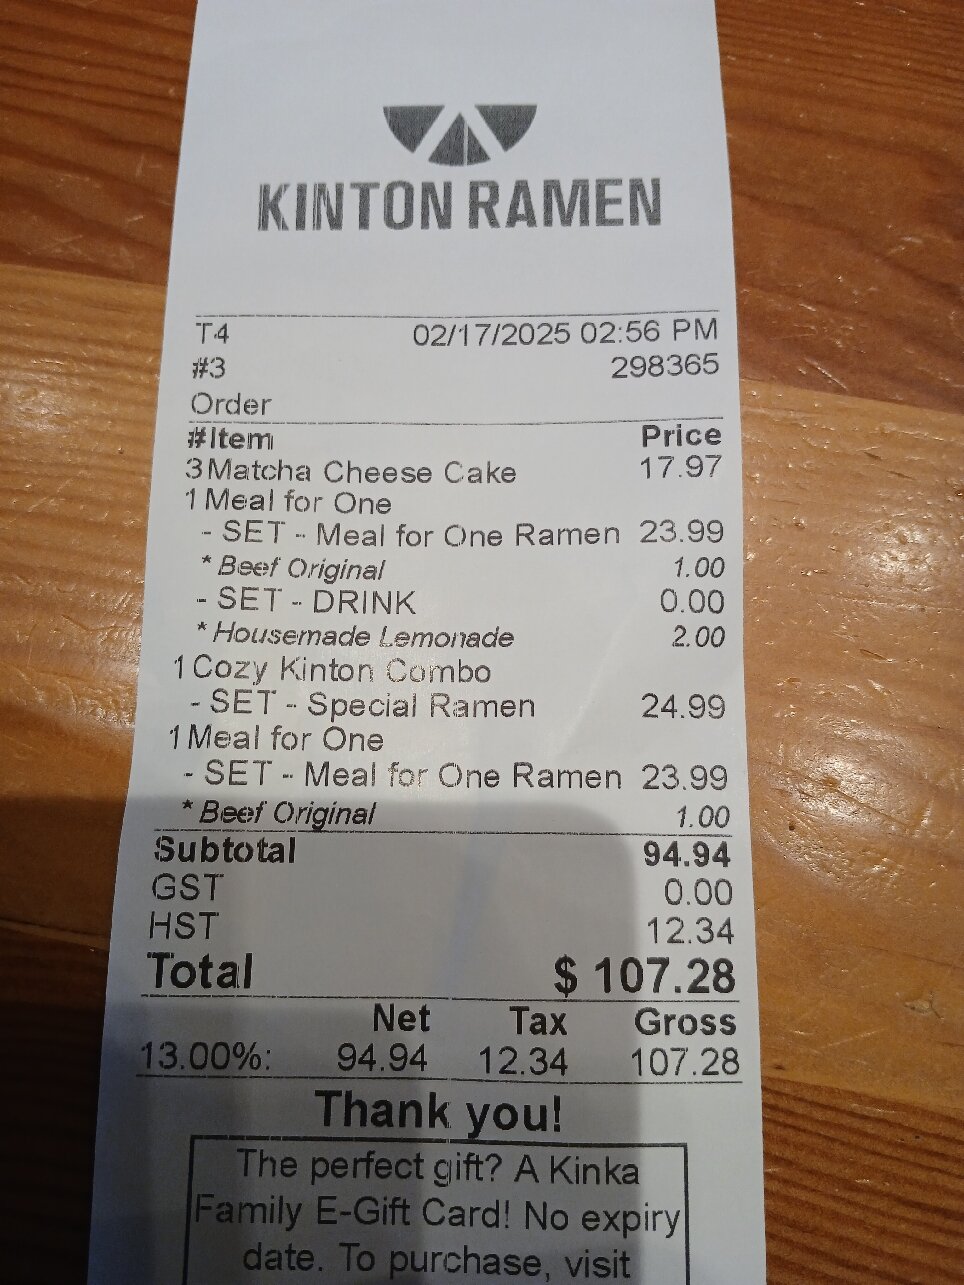 KINTON RAMEN
T4 02/17/2025 02:56 PM
#3 298365
Order
#Item Price
3 Matcha Cheese Cake 17.97
1 Meal for One
- SET - Meal for One Ramen 23.99
* Beef Original 1.00
- SET - DRINK 0.00
* Housemade Lemonade 2.00
1 Cozy Kinton Combo
- SET - Special Ramen 24.99
1 Meal for One
- SET - Meal for One Ramen 23.99
* Beef Original 1.00
Subtotal 94.94
GST 0.00
HST 12.34
Total $ 107.28
Net Tax Gross
13.00%: 94.94 12.34 107.28
Thank you!
The perfect gift? A Kinka
Family E-Gift Card! No expiry
date. To purchase, visit